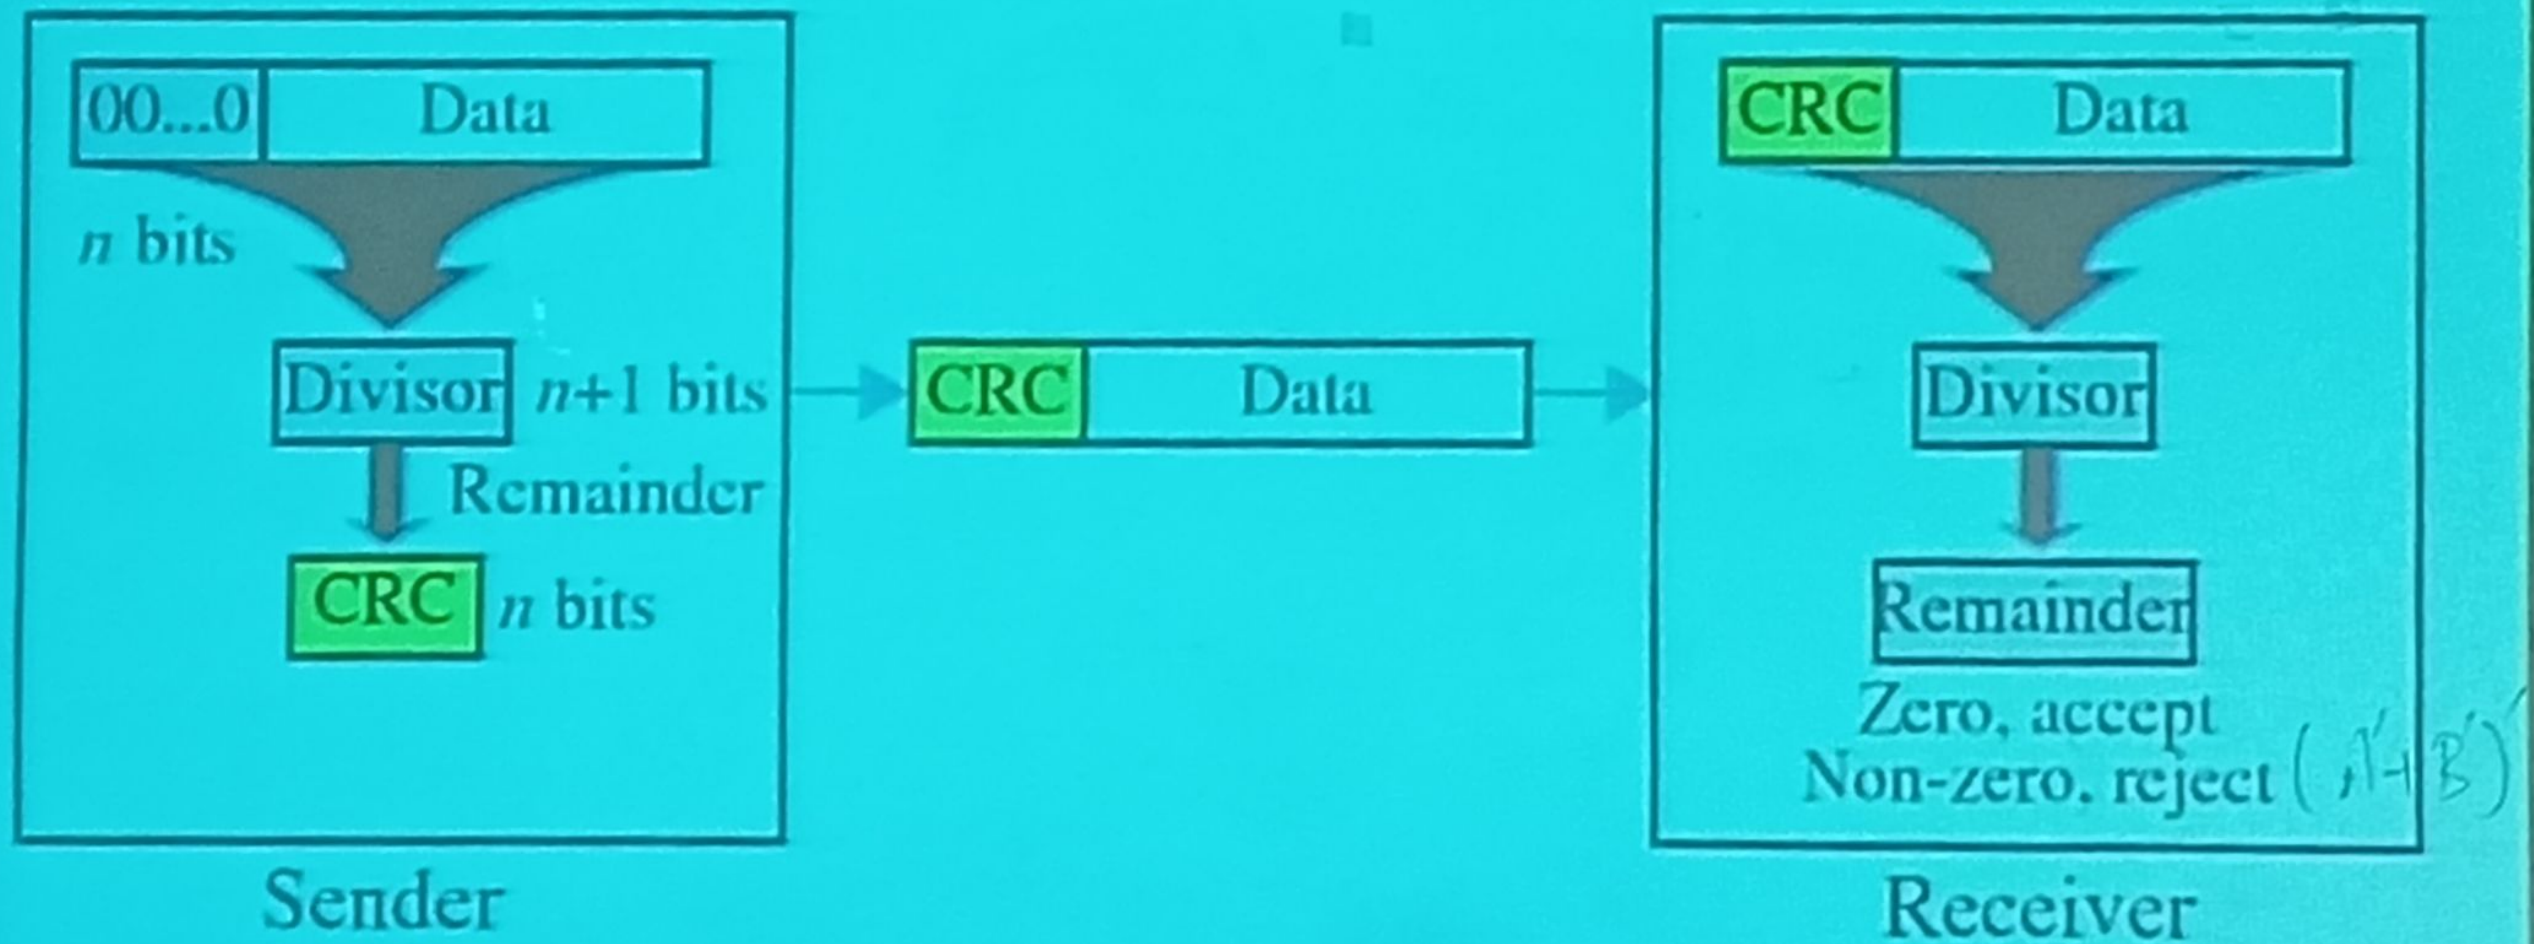 00...0 Data
n bits
Divisor n+1 bits
Remainder
CRC n bits
Sender
CRC Data
CRC Data
Divisor
Remainder
Zero, accept
Non-zero, reject (A'+B')'
Receiver